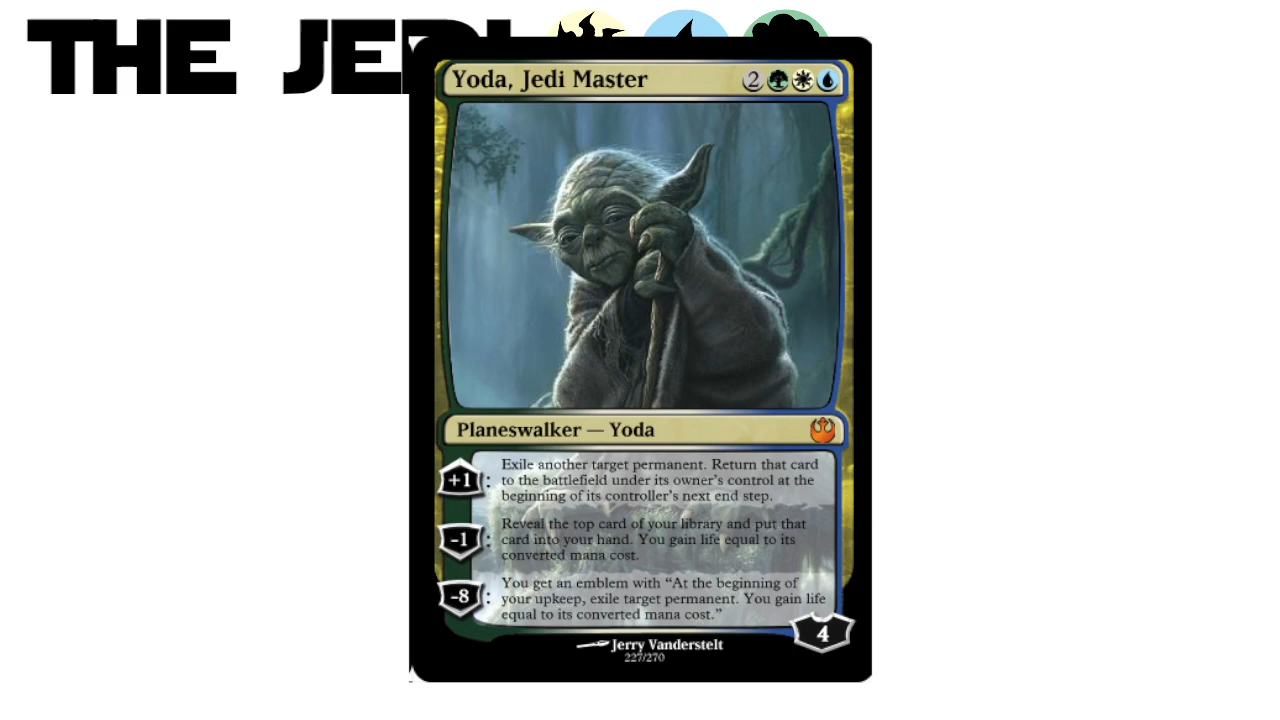 THE JEDI
Yoda, Jedi Master 2
Planeswalker — Yoda
+1: Exile another target permanent. Return that card
to the battlefield under its owner's control at the
beginning of its controller's next end step.
-1: Reveal the top card of your library and put that
card into your hand. You gain life equal to its
converted mana cost.
-8: You get an emblem with “At the beginning of
your upkeep, exile target permanent. You gain life
equal to its converted mana cost.”
4
Jerry Vanderstelt
227/270